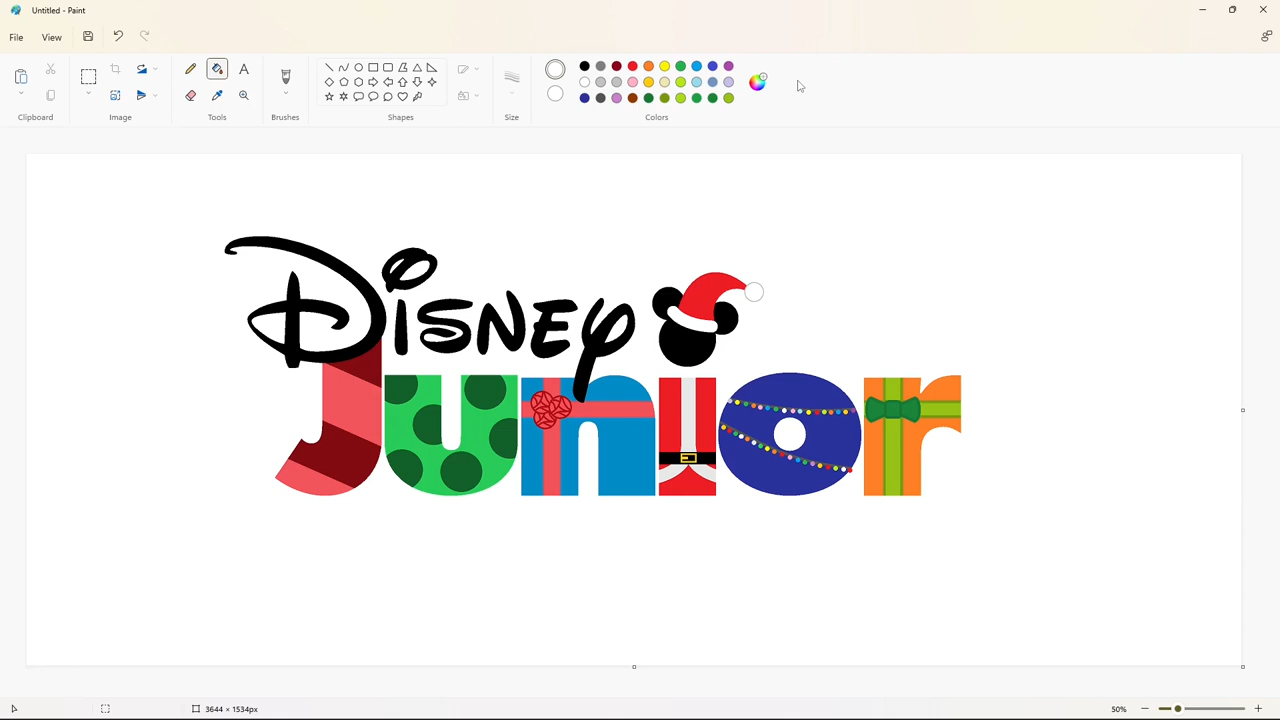 Untitled - Paint
File View
Clipboard Image Tools Brushes Shapes Size Colors
Disney
Junior
3644 × 1534px
50%